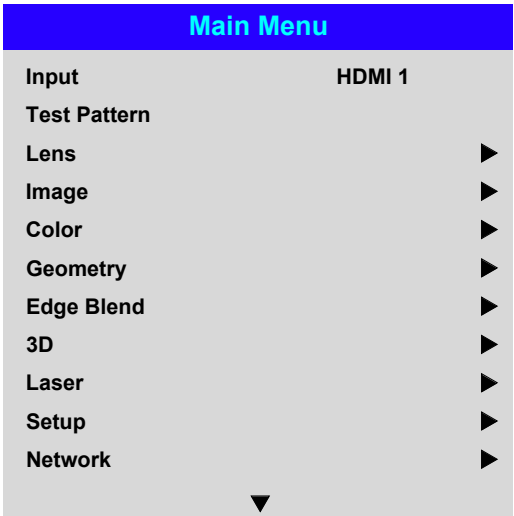 Main Menu
Input HDMI 1
Test Pattern
Lens
Image
Color
Geometry
Edge Blend
3D
Laser
Setup
Network